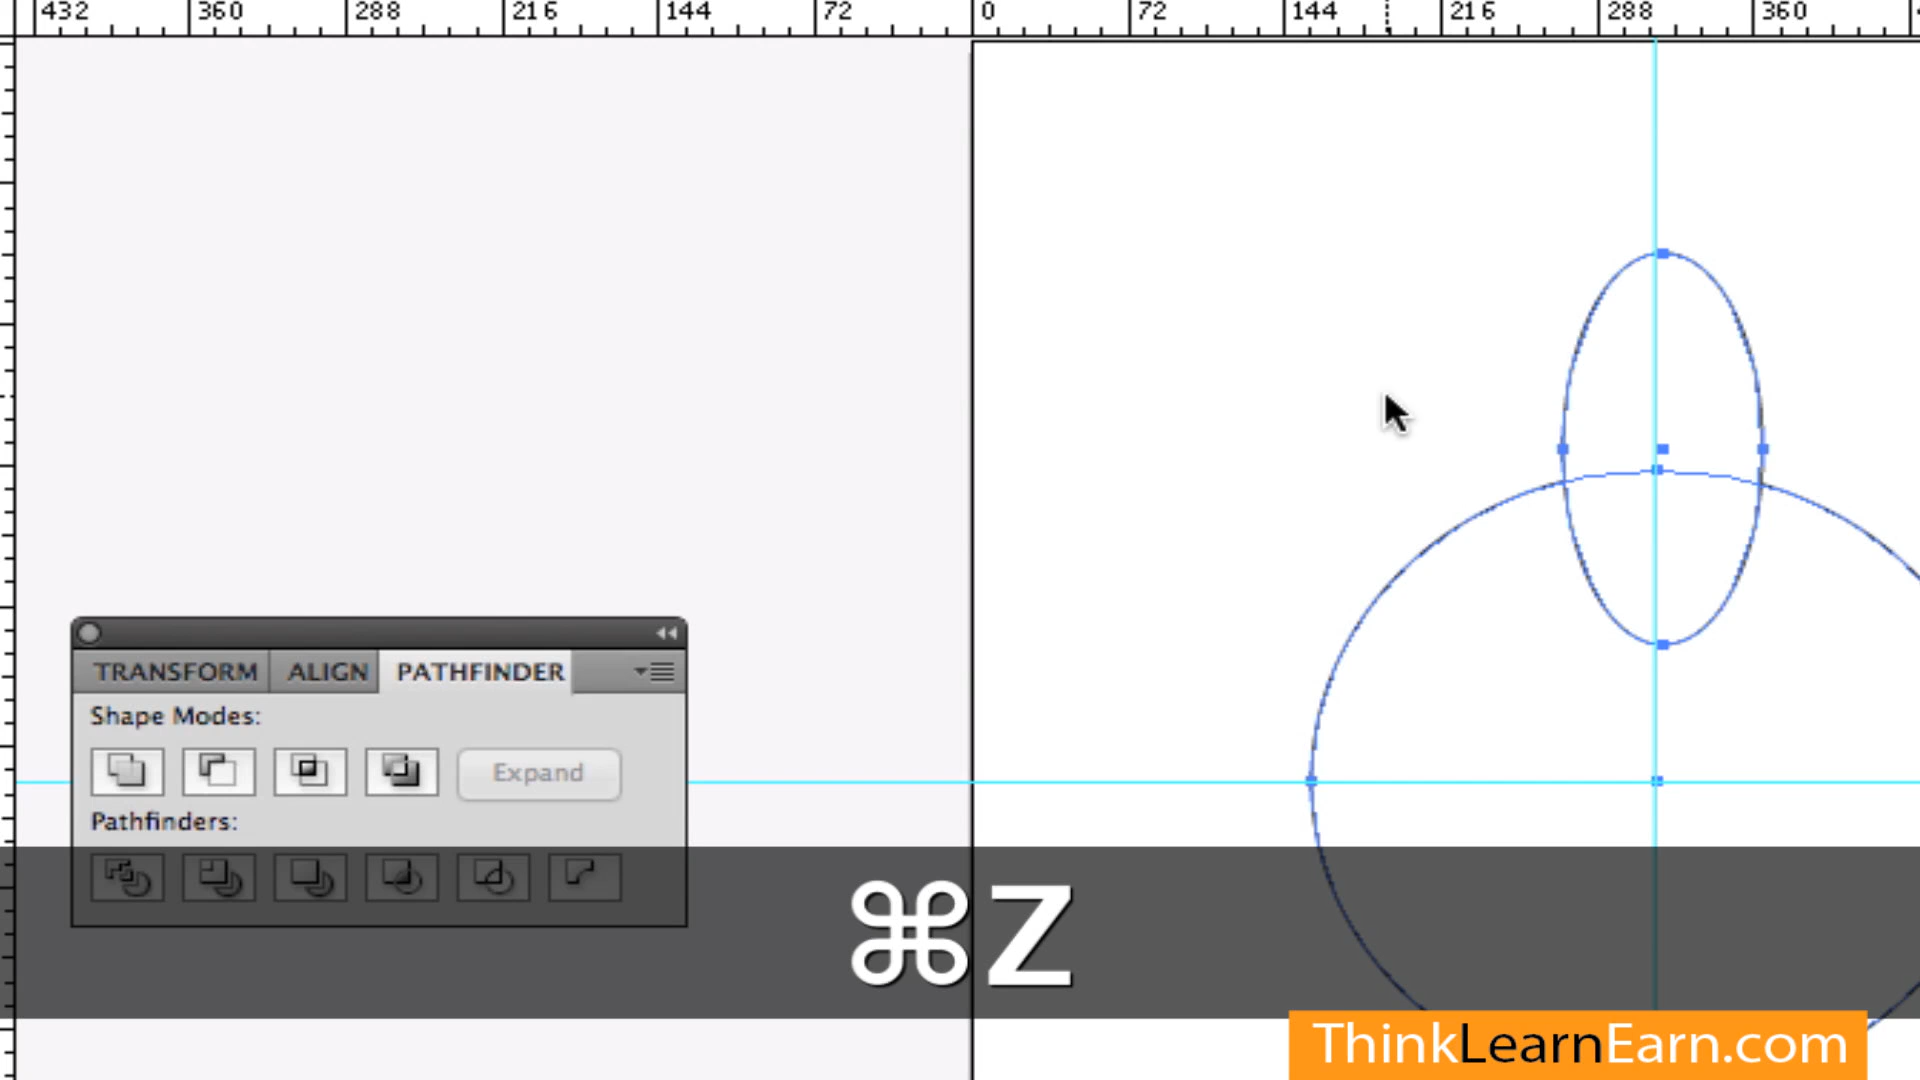 432 360 288 216 144 72 0 72 144 216 288 360
TRANSFORM ALIGN PATHFINDER
Shape Modes:
Expand
Pathfinders:
⌘Z
ThinkLearnEarn.com